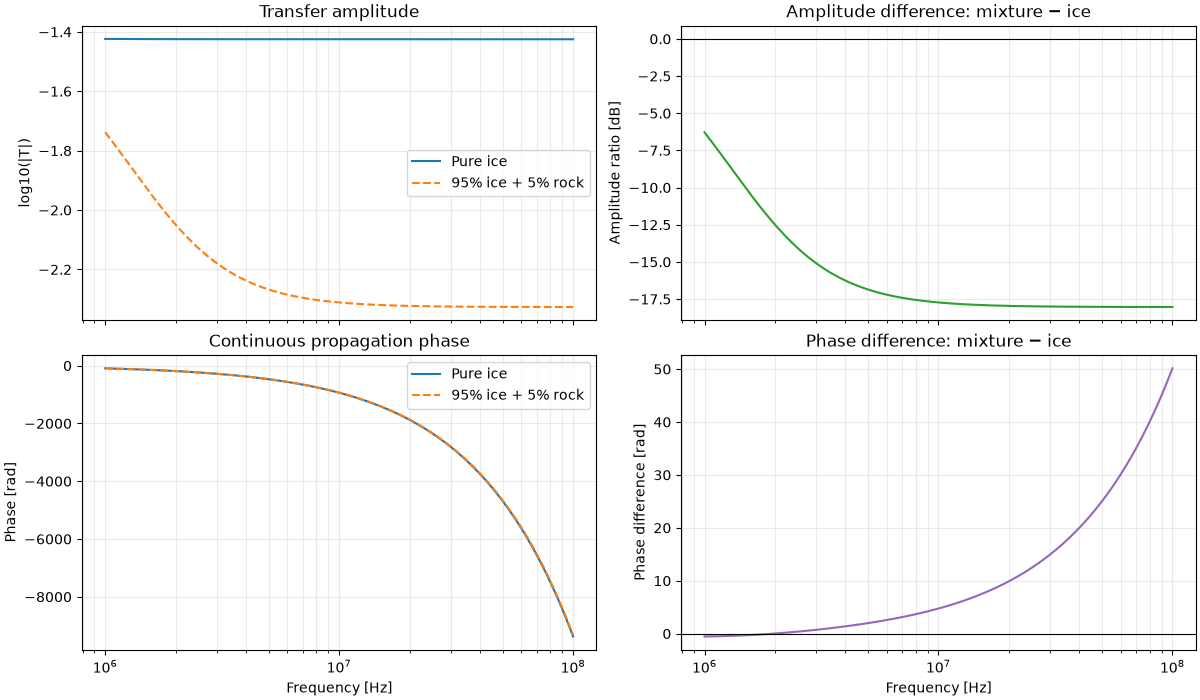 Transfer amplitude
log10(|T|)
−1.4
−1.6
−1.8
−2.0
−2.2
Pure ice
95% ice + 5% rock
Amplitude difference: mixture − ice
Amplitude ratio [dB]
0.0
−2.5
−5.0
−7.5
−10.0
−12.5
−15.0
−17.5
Continuous propagation phase
Phase [rad]
0
−2000
−4000
−6000
−8000
Pure ice
95% ice + 5% rock
10⁶ 10⁷ 10⁸
Frequency [Hz]
Phase difference: mixture − ice
Phase difference [rad]
50
40
30
20
10
0
10⁶ 10⁷ 10⁸
Frequency [Hz]